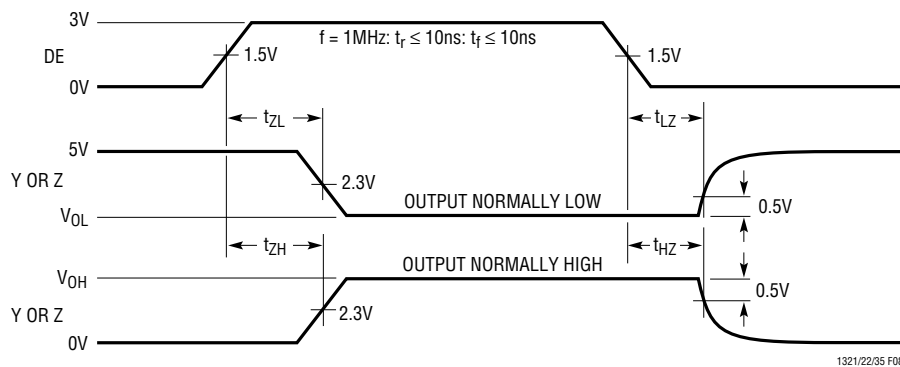 3V
f = 1MHz: tr ≤ 10ns: tf ≤ 10ns
DE
1.5V
1.5V
0V
tZL
tLZ
5V
Y OR Z
2.3V
OUTPUT NORMALLY LOW
0.5V
VOL
tZH
tHZ
OUTPUT NORMALLY HIGH
VOH
0.5V
Y OR Z
2.3V
0V
1321/22/35 F08